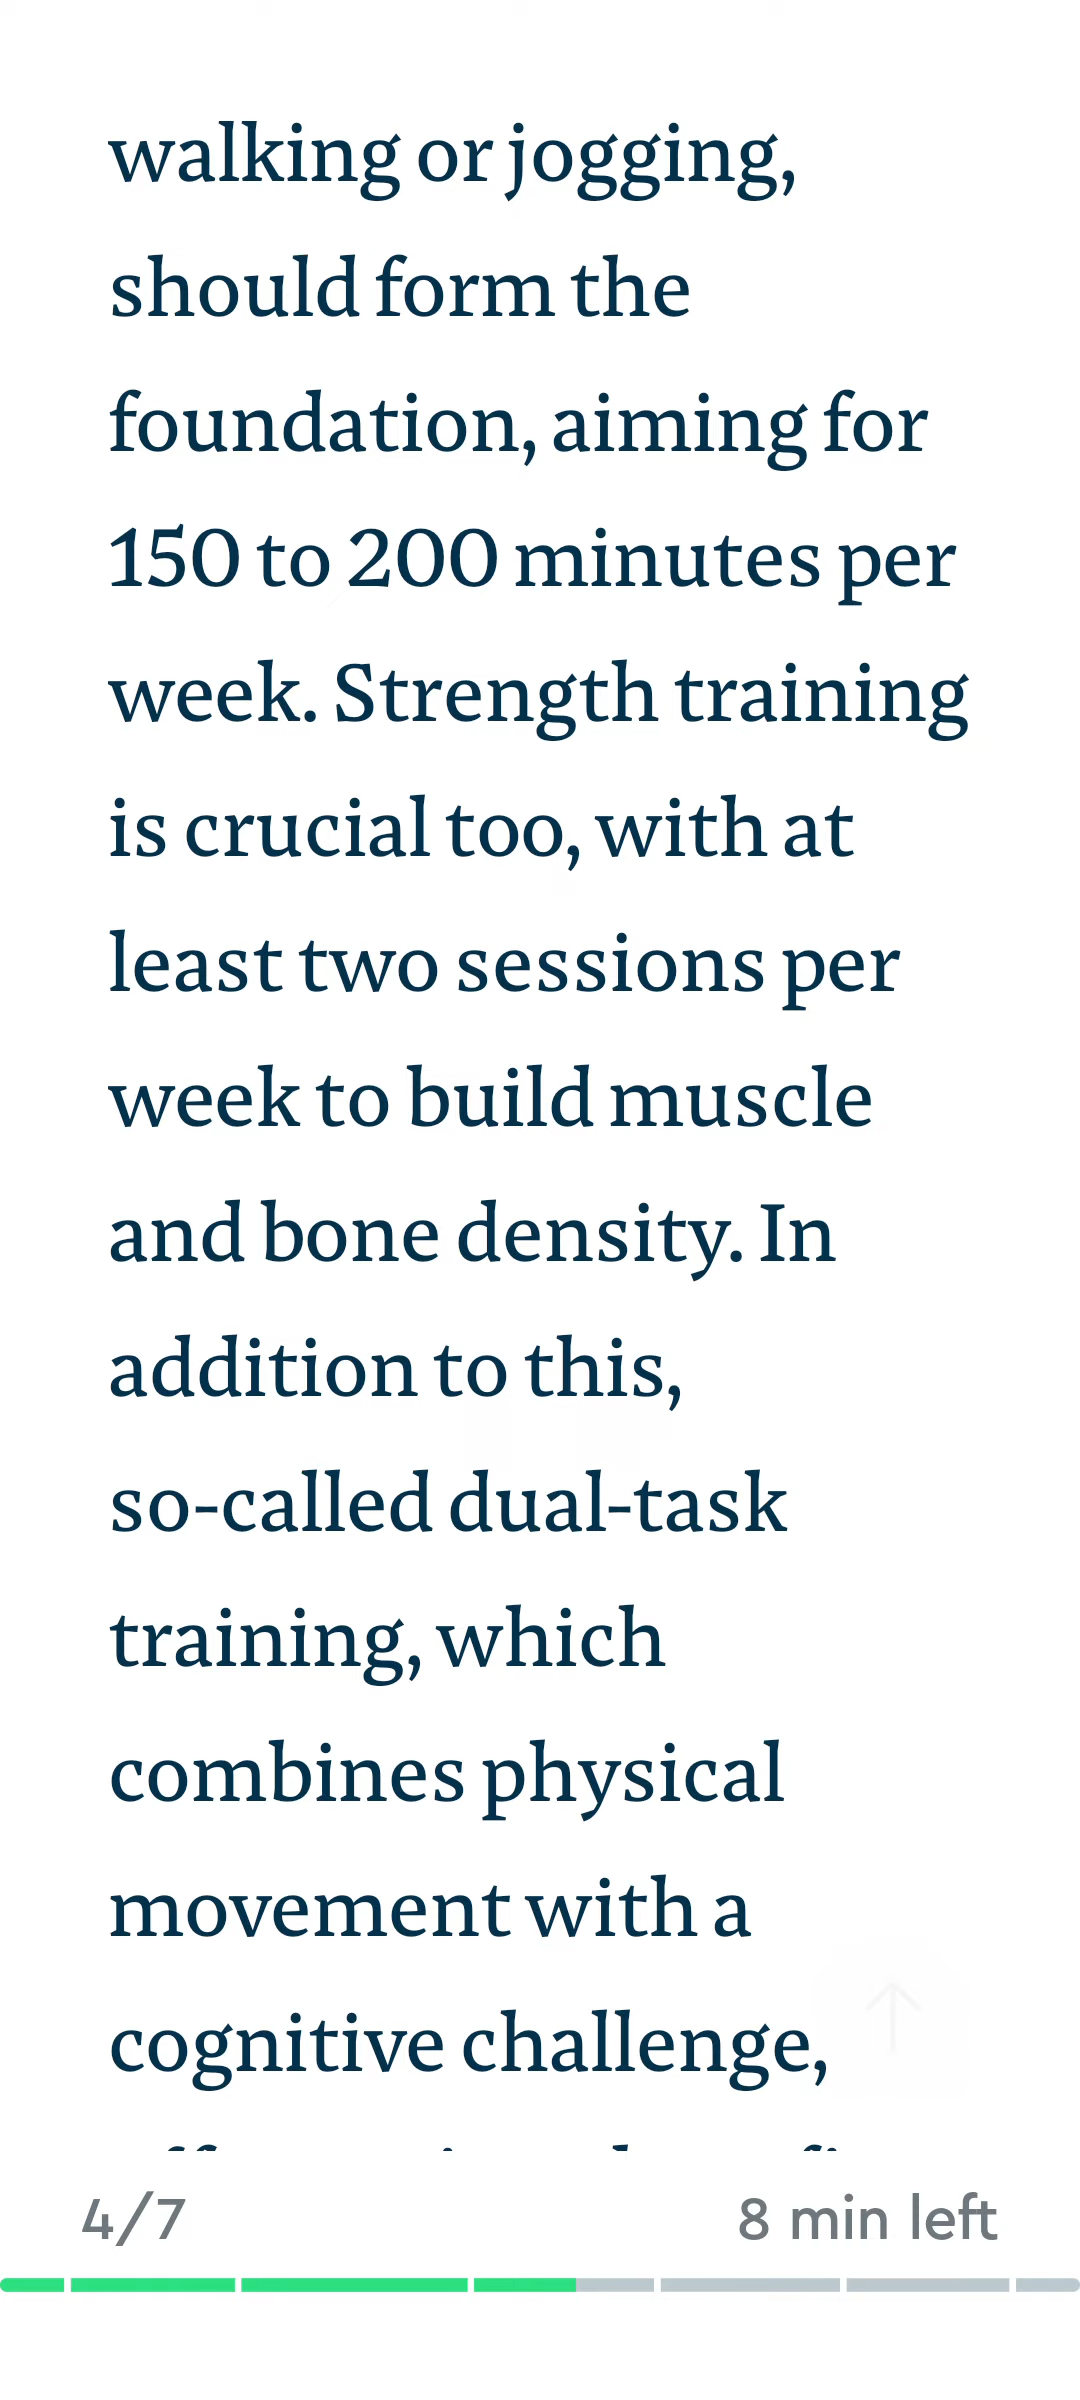 walking or jogging,
should form the
foundation, aiming for
150 to 200 minutes per
week. Strength training
is crucial too, with at
least two sessions per
week to build muscle
and bone density. In
addition to this,
so-called dual-task
training, which
combines physical
movement with a
cognitive challenge,
4/7
8 min left